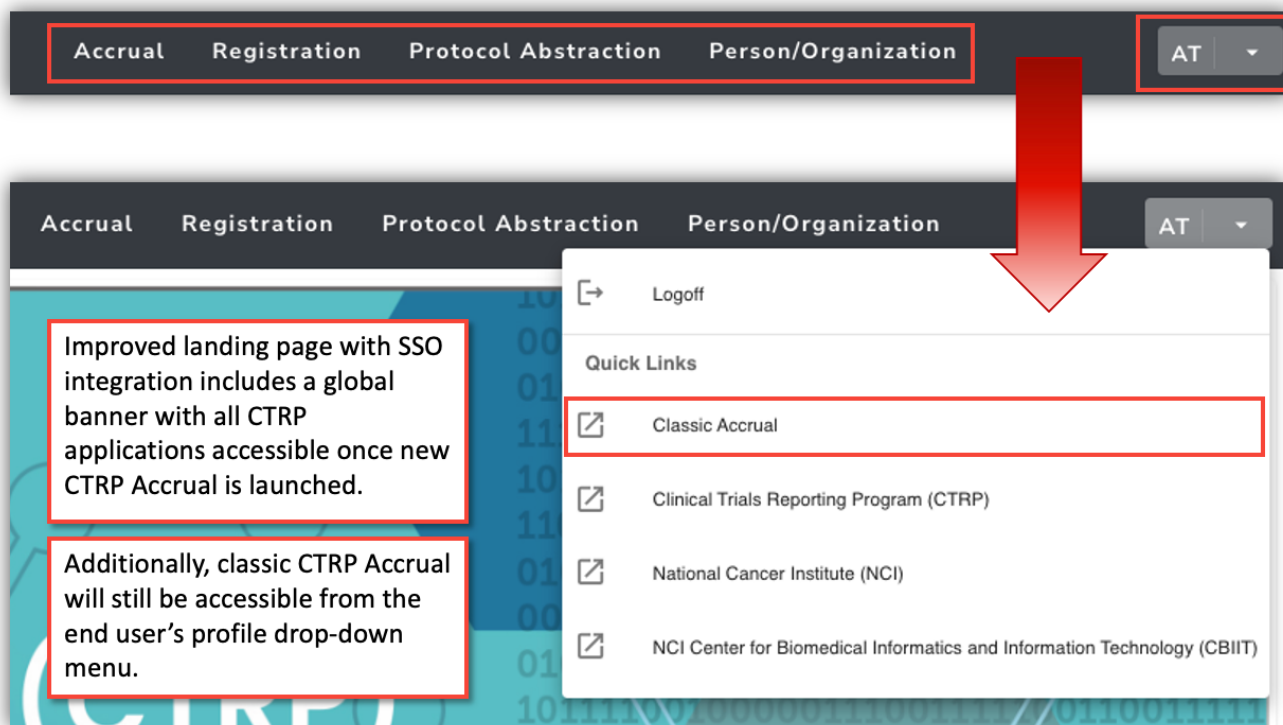 Accrual Registration Protocol Abstraction Person/Organization AT
Accrual Registration Protocol Abstraction Person/Organization AT
Logoff
Quick Links
Classic Accrual
Clinical Trials Reporting Program (CTRP)
National Cancer Institute (NCI)
NCI Center for Biomedical Informatics and Information Technology (CBIIT)
Improved landing page with SSO
integration includes a global
banner with all CTRP
applications accessible once new
CTRP Accrual is launched.
Additionally, classic CTRP Accrual
will still be accessible from the
end user’s profile drop-down
menu.
CTRP